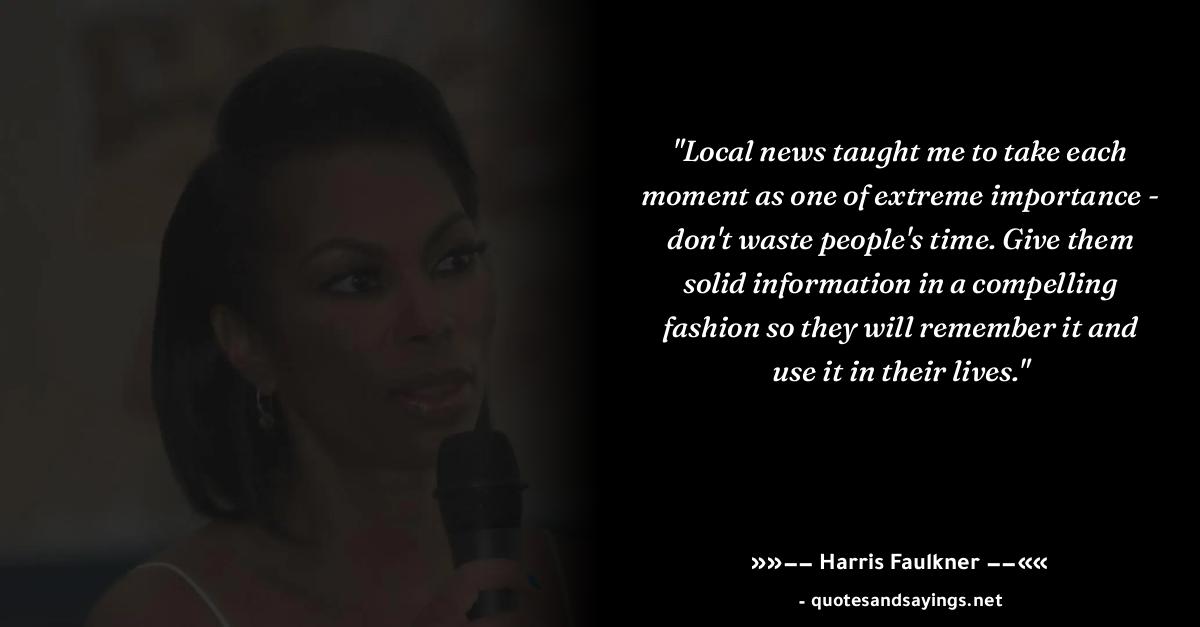 "Local news taught me to take each
moment as one of extreme importance -
don't waste people's time. Give them
solid information in a compelling
fashion so they will remember it and
use it in their lives."
»»−− Harris Faulkner −−««
- quotesandsayings.net